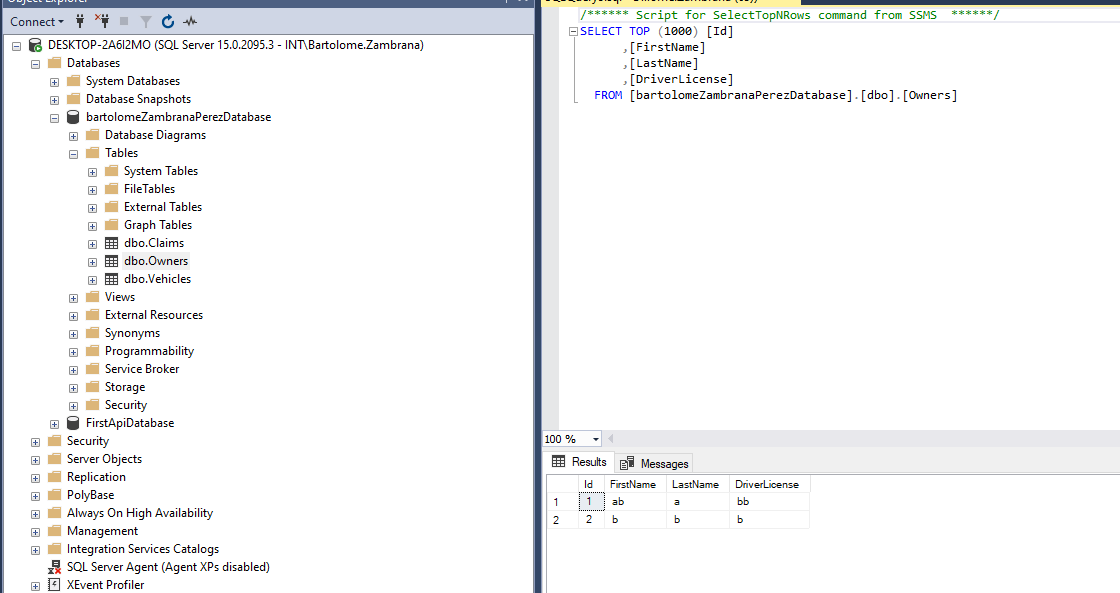 Object Explorer
Connect
DESKTOP-2A6I2MO (SQL Server 15.0.2095.3 - INT\Bartolome.Zambrana)
Databases
System Databases
Database Snapshots
bartolomeZambranaPerezDatabase
Database Diagrams
Tables
System Tables
FileTables
External Tables
Graph Tables
dbo.Claims
dbo.Owners
dbo.Vehicles
Views
External Resources
Synonyms
Programmability
Service Broker
Storage
Security
FirstApiDatabase
Security
Server Objects
Replication
PolyBase
Always On High Availability
Management
Integration Services Catalogs
SQL Server Agent (Agent XPs disabled)
XEvent Profiler
/****** Script for SelectTopNRows command from SSMS  ******/
SELECT TOP (1000) [Id]
,[FirstName]
,[LastName]
,[DriverLicense]
FROM [bartolomeZambranaPerezDatabase].[dbo].[Owners]
100 %
Results Messages
Id FirstName LastName DriverLicense
1 1 ab a bb
2 2 b b b